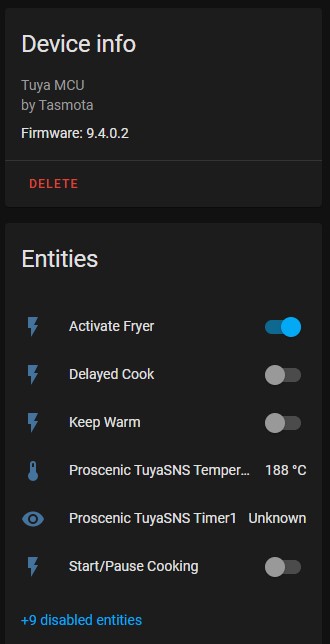 Device info
Tuya MCU
by Tasmota
Firmware: 9.4.0.2
DELETE
Entities
Activate Fryer
Delayed Cook
Keep Warm
Proscenic TuyaSNS Temper... 188 °C
Proscenic TuyaSNS Timer1 Unknown
Start/Pause Cooking
+9 disabled entities